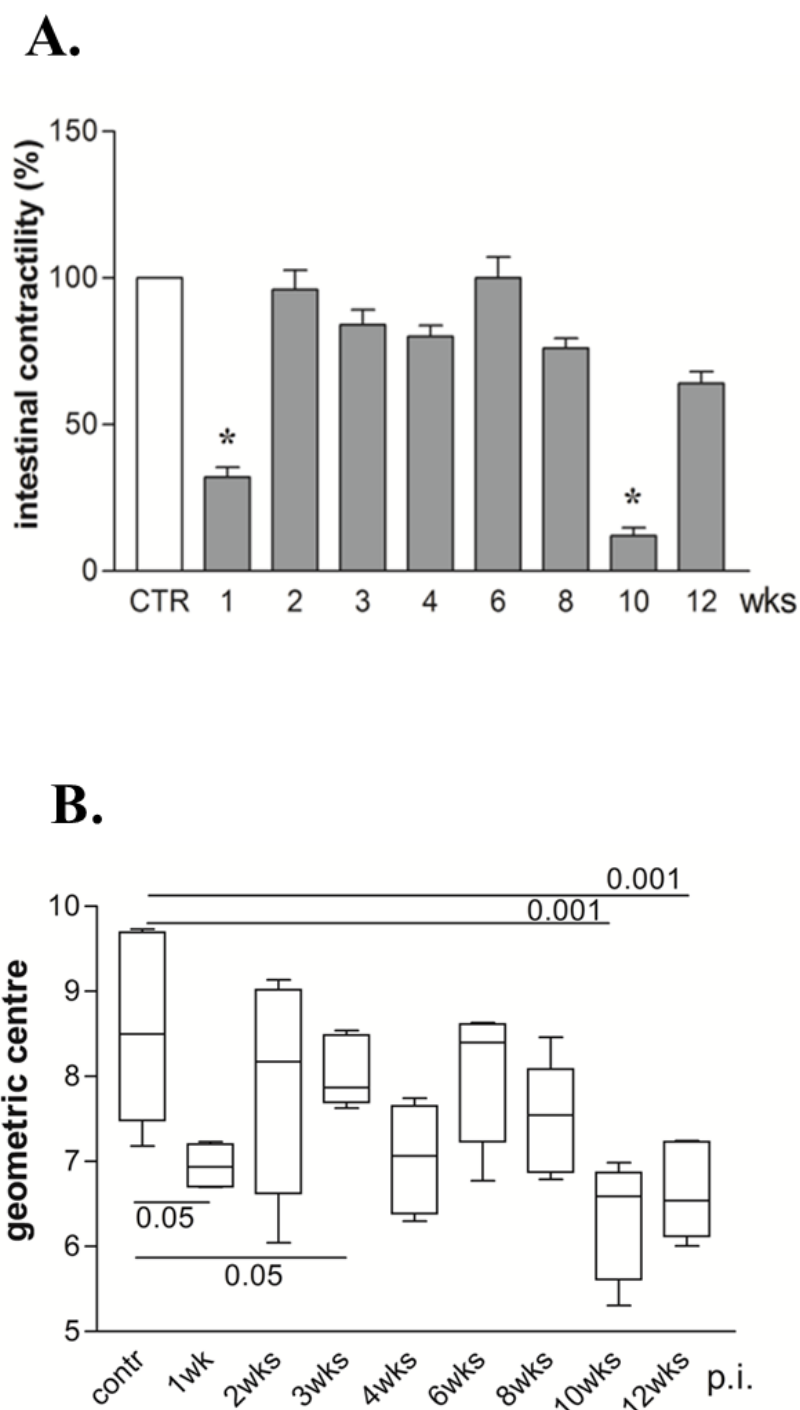 A.
intestinal contractility (%)
150
100
50
0
*
*
CTR 1 2 3 4 6 8 10 12 wks
B.
geometric centre
0.001
0.001
10
9
8
7
6
5
0.05
0.05
contr 1wk 2wks 3wks 4wks 6wks 8wks 10wks 12wks p.i.